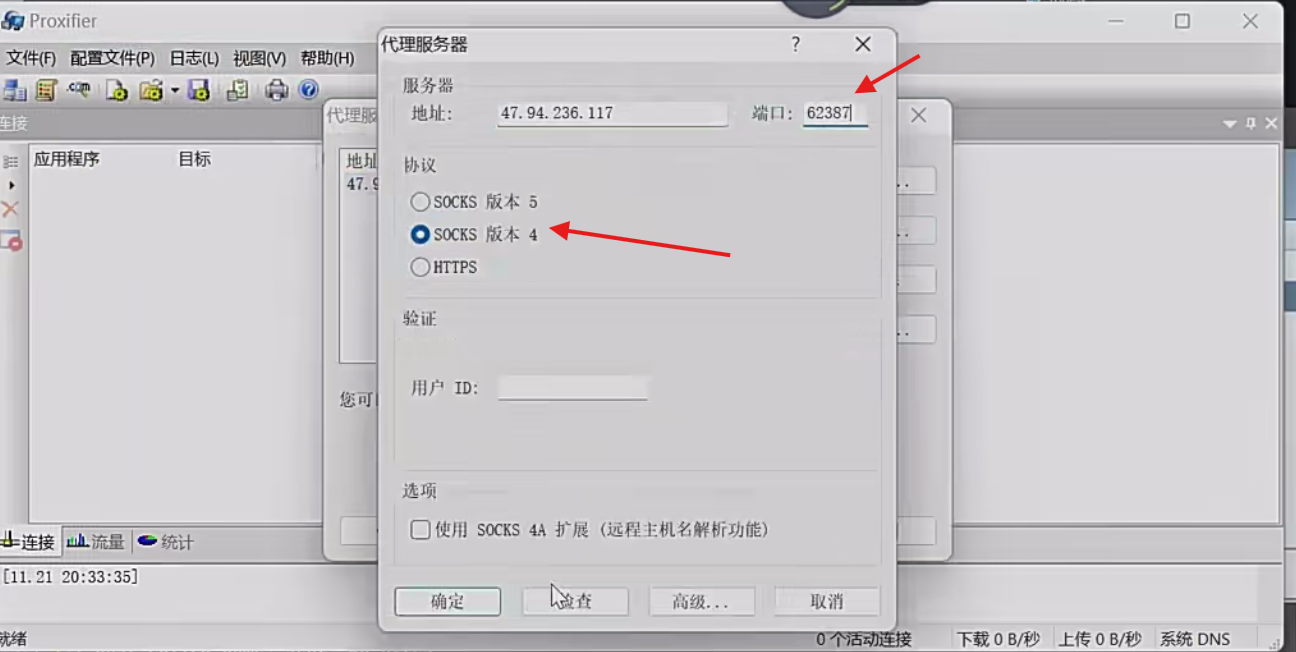 Proxifier
文件(F) 配置文件(P) 日志(L) 视图(V) 帮助(H)
.com
连接
应用程序 目标
代理服
地址
47.9
您可
代理服务器 ?
服务器
地址: 47.94.236.117 端口: 62387
协议
SOCKS 版本 5
SOCKS 版本 4
HTTPS
验证
用户 ID:
选项
使用 SOCKS 4A 扩展 (远程主机名解析功能)
确定 检查 高级... 取消
连接 流量 统计
[11.21 20:33:35]
就绪 0 个活动连接 下载 0 B/秒 上传 0 B/秒 系统 DNS